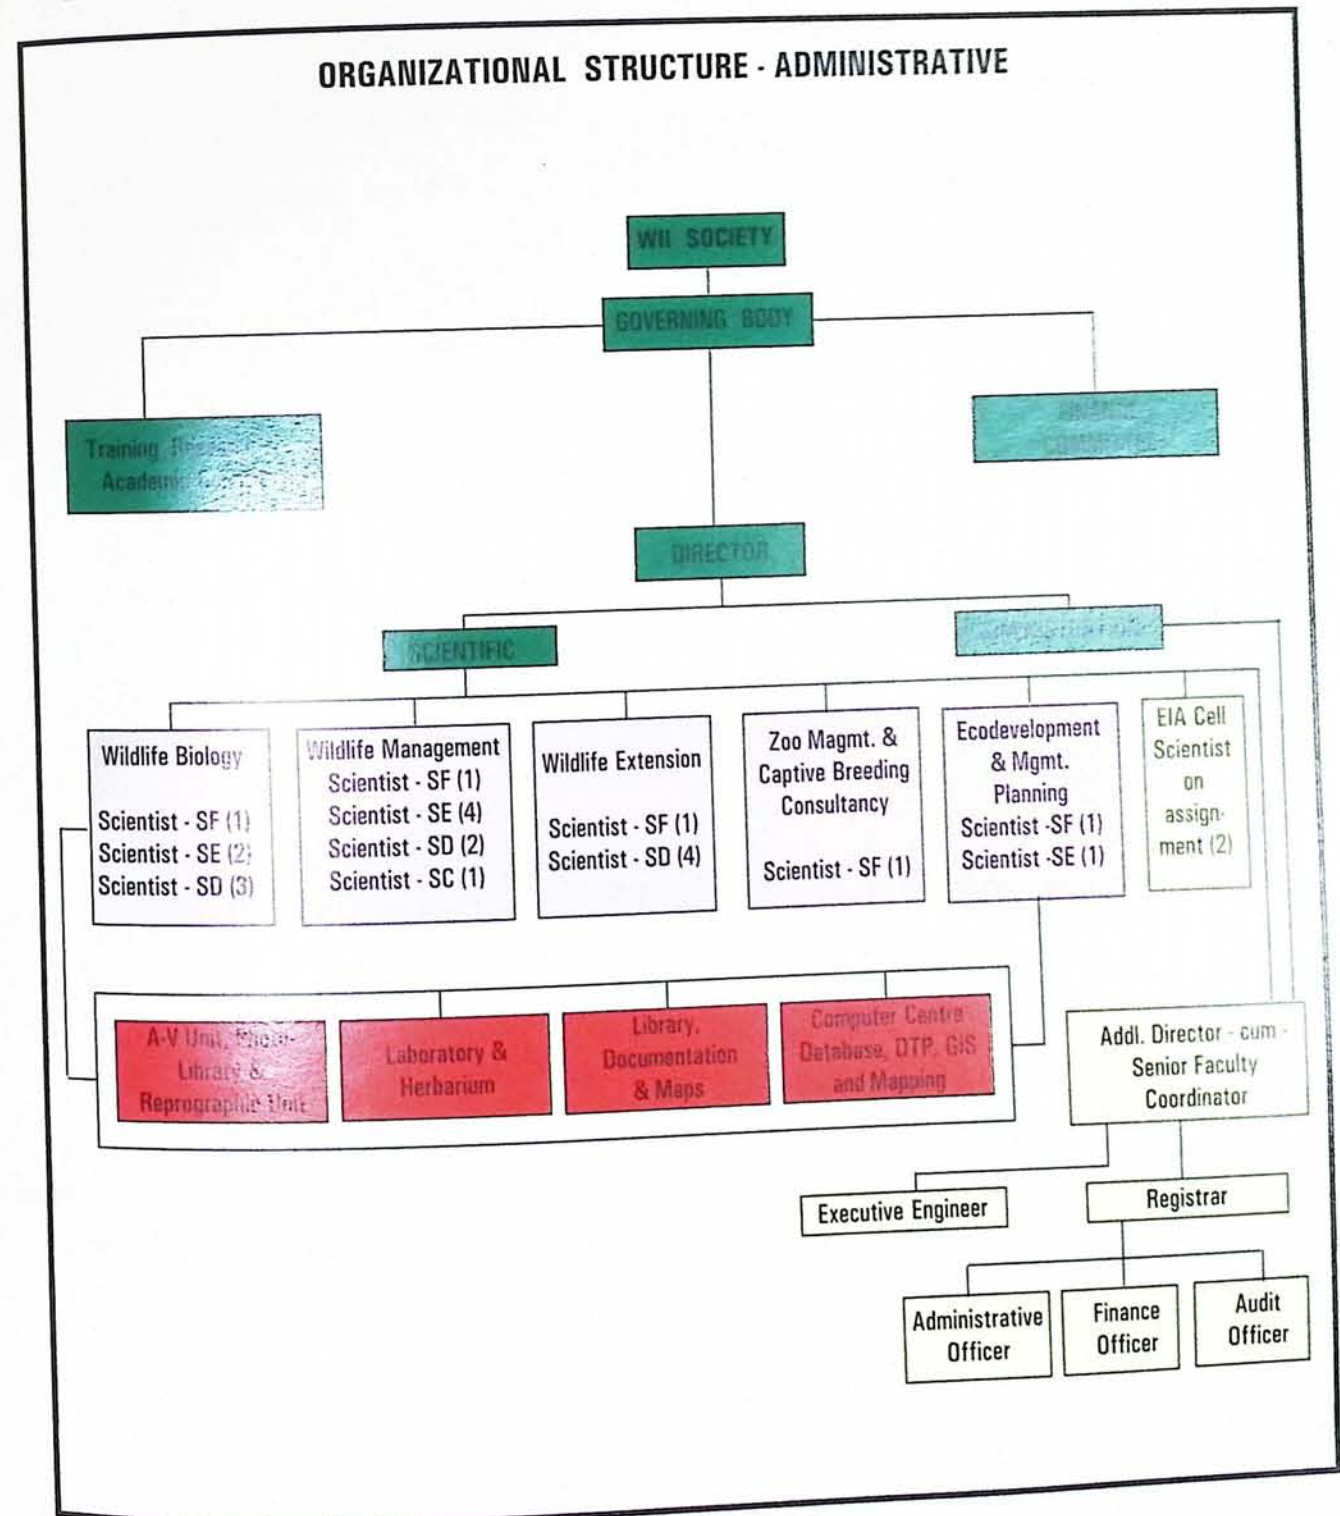 ORGANIZATIONAL STRUCTURE - ADMINISTRATIVE
WII SOCIETY
GOVERNING BODY
Training
Academic
FINANCE
COMMITTEE
DIRECTOR
SCIENTIFIC
Wildlife Biology
Scientist - SF (1)
Scientist - SE (2)
Scientist - SD (3)
Wildlife Management
Scientist - SF (1)
Scientist - SE (4)
Scientist - SD (2)
Scientist - SC (1)
Wildlife Extension
Scientist - SF (1)
Scientist - SD (4)
Zoo Magmt. &
Captive Breeding
Consultancy
Scientist - SF (1)
Ecodevelopment
& Mgmt.
Planning
Scientist -SF (1)
Scientist -SE (1)
EIA Cell
Scientist
on
assign-
ment (2)
A-V Unit, Photo-
Library &
Reprographic Unit
Laboratory &
Herbarium
Library,
Documentation
& Maps
Computer Centre
Database, DTP, GIS
and Mapping
Addl. Director - cum -
Senior Faculty
Coordinator
Executive Engineer
Registrar
Administrative
Officer
Finance
Officer
Audit
Officer